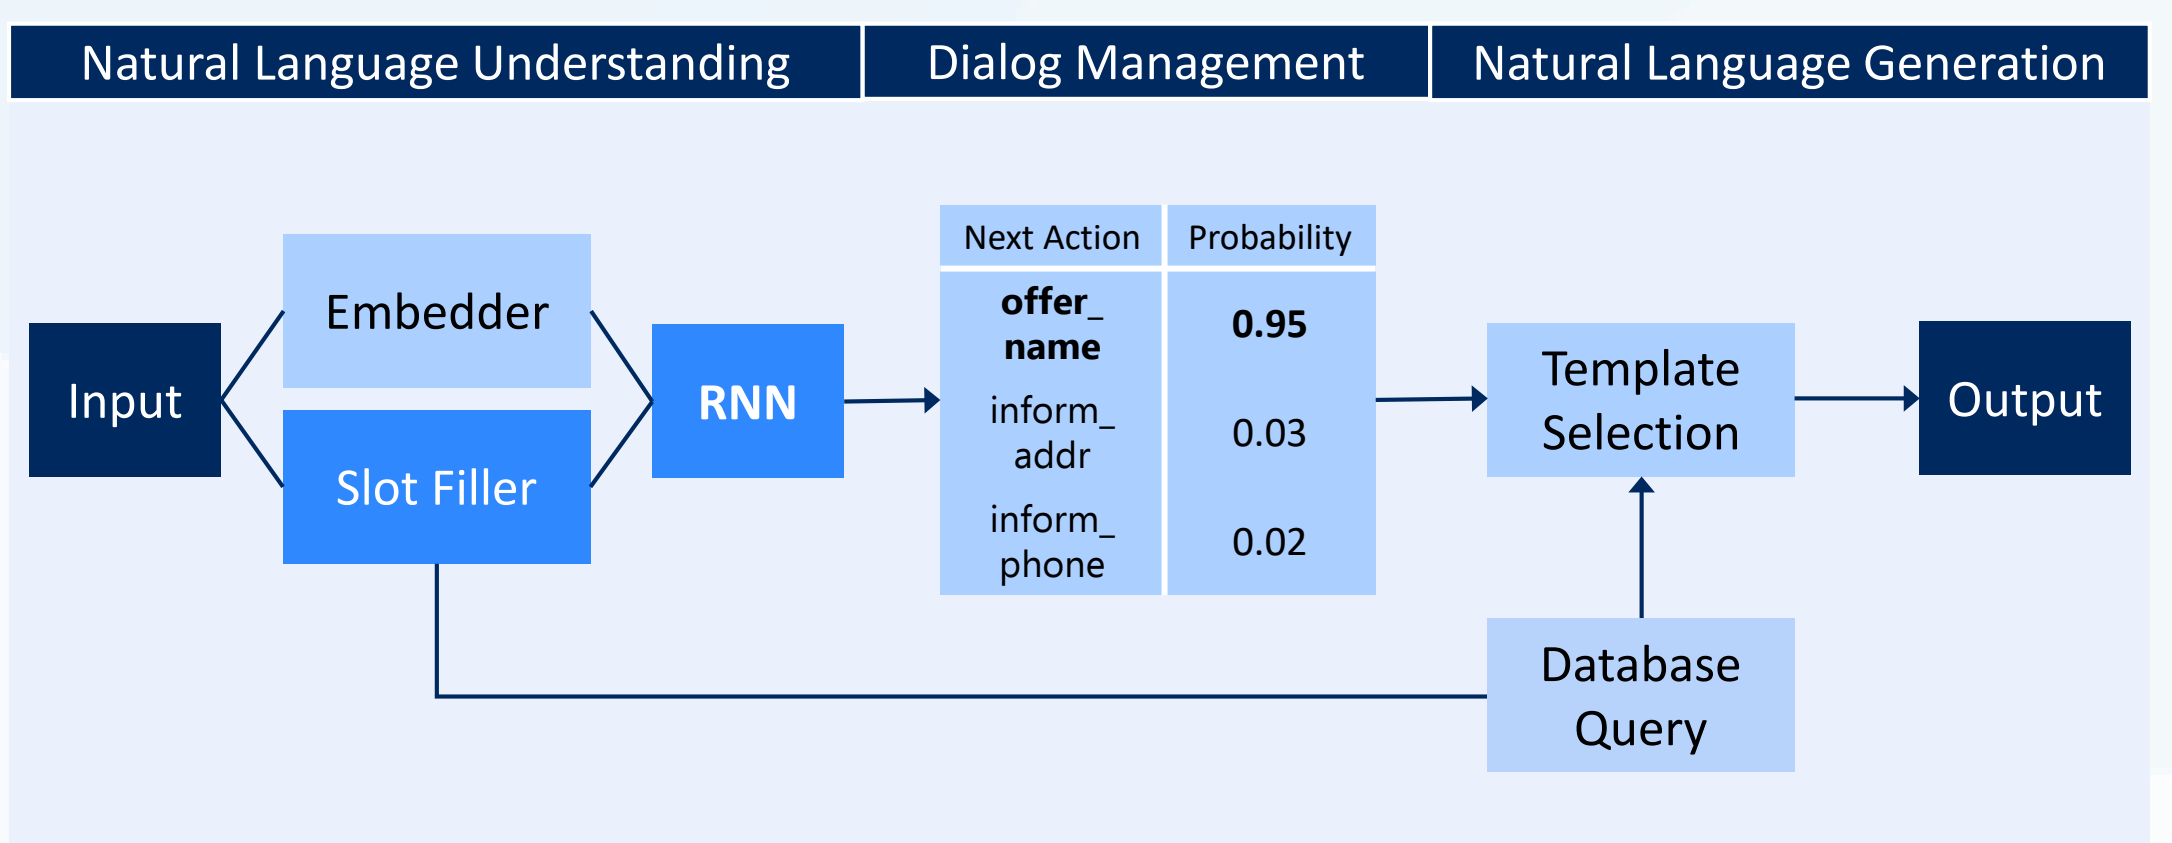 Natural Language Understanding
Dialog Management
Natural Language Generation
Input
Embedder
Slot Filler
RNN
Next Action
Probability
offer_
name
0.95
inform_
addr
0.03
inform_
phone
0.02
Template
Selection
Output
Database
Query